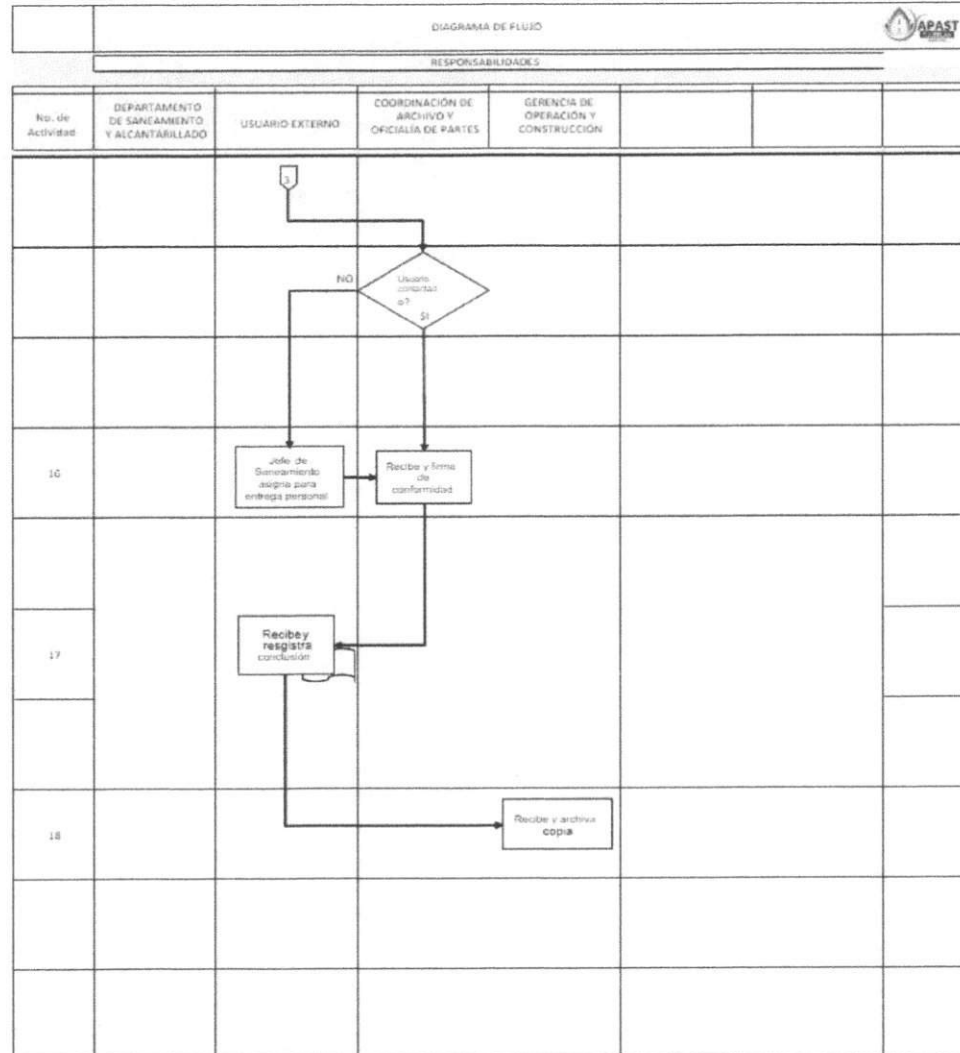 DIAGRAMA DE FLUJO
APAST
RESPONSABILIDADES
No. de
Actividad
DEPARTAMENTO
DE SANEAMIENTO
Y ALCANTARILLADO
USUARIO EXTERNO
COORDINACIÓN DE
ARCHIVO Y
OFICIALÍA DE PARTES
GERENCIA DE
OPERACIÓN Y
CONSTRUCCIÓN
3
NO
Usuario
o?
SI
16
Jefe de
Saneamiento
asigna para
entrega personal
Recibe y firma
de
conformidad
17
Recibe y
resgistra
conclusión
18
Recibe y archiva
copia